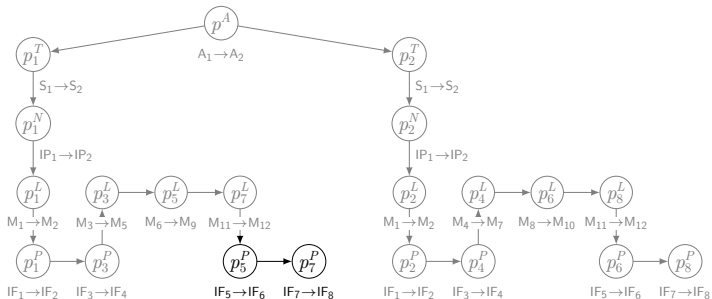 p^A
A₁→A₂
p₁^T p₂^T
S₁→S₂ S₁→S₂
p₁^N p₂^N
IP₁→IP₂ IP₁→IP₂
p₁^L p₃^L p₅^L p₇^L p₂^L p₄^L p₆^L p₈^L
M₁→M₂ M₃→M₅ M₆→M₉ M₁₁→M₁₂ M₁→M₂ M₄→M₇ M₈→M₁₀ M₁₁→M₁₂
p₁^P p₃^P p₅^P p₇^P p₂^P p₄^P p₆^P p₈^P
IF₁→IF₂ IF₃→IF₄ IF₅→IF₆ IF₇→IF₈ IF₁→IF₂ IF₃→IF₄ IF₅→IF₆ IF₇→IF₈